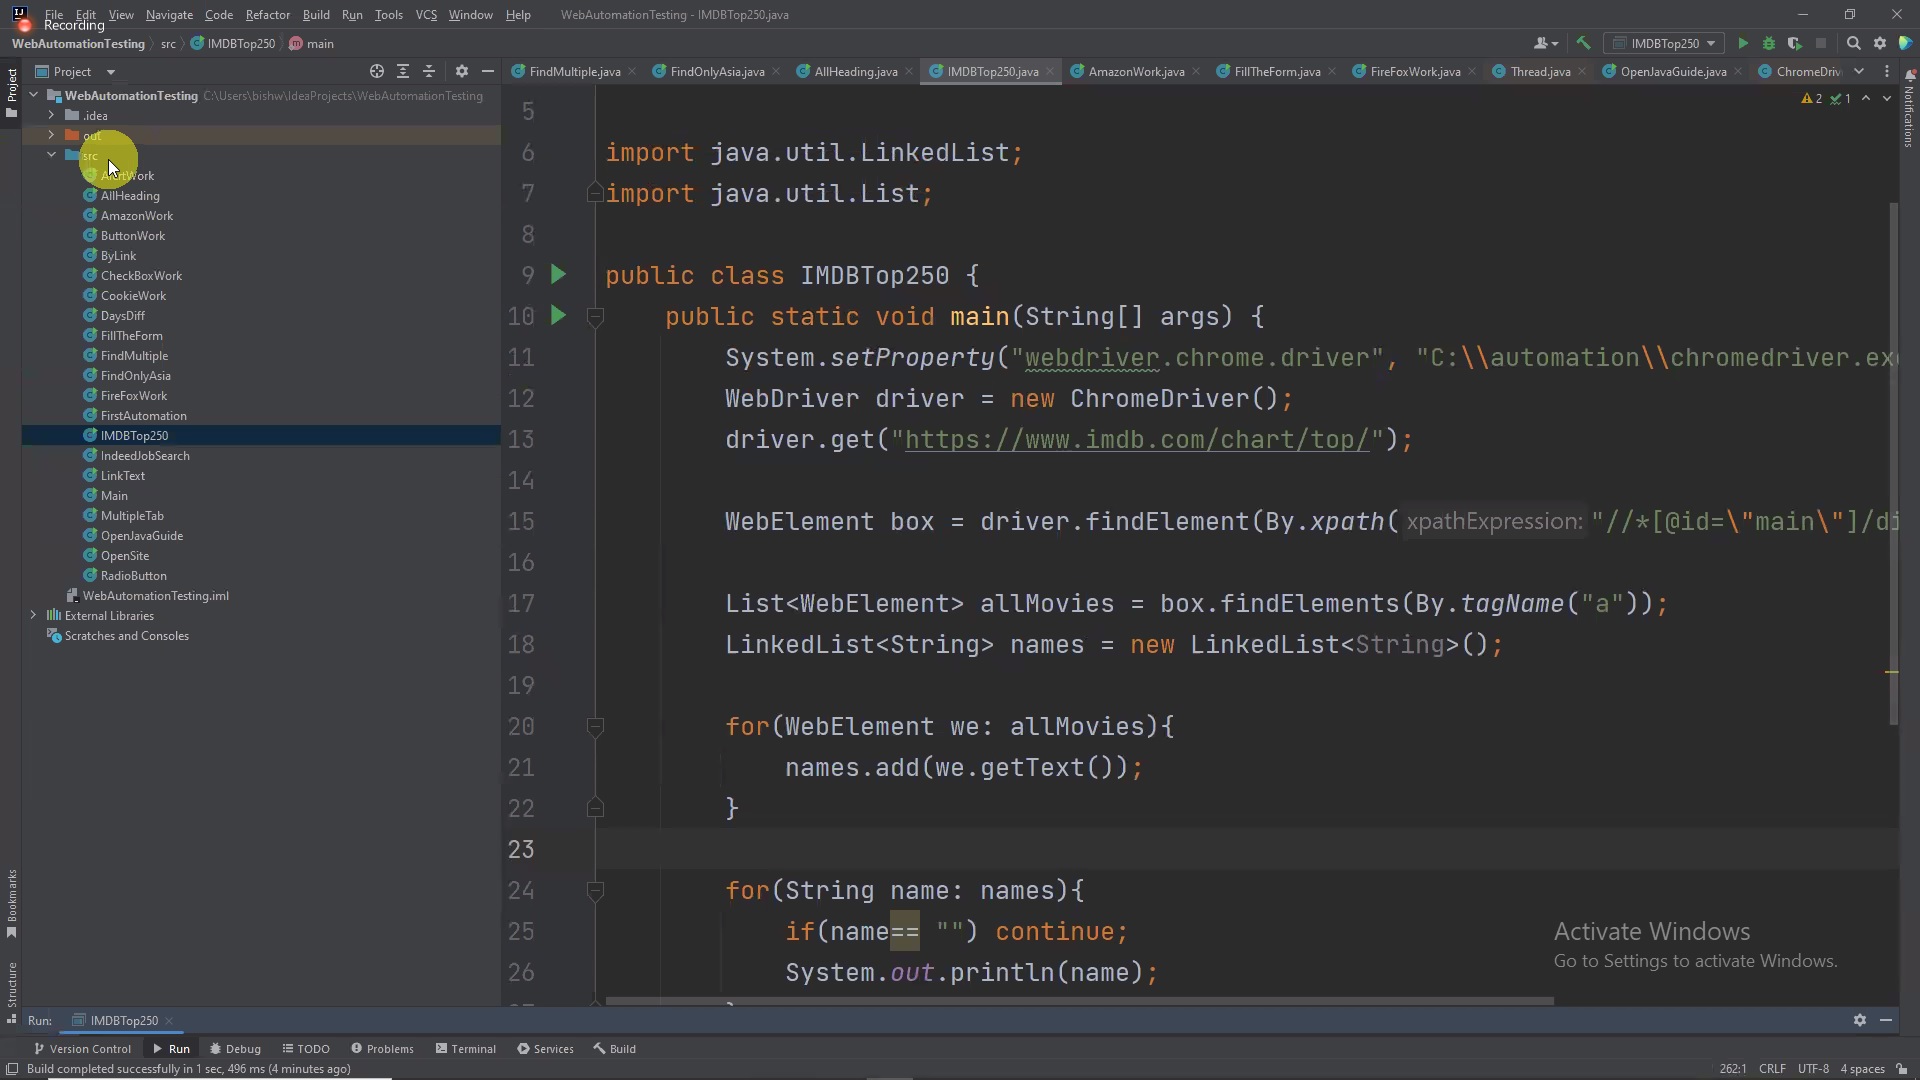 File Edit View Navigate Code Refactor Build Run Tools VCS Window Help WebAutomationTesting - IMDBTop250.java
Recording
WebAutomationTesting src IMDBTop250 main IMDBTop250
Project
FindMultiple.java FindOnlyAsia.java AllHeading.java IMDBTop250.java AmazonWork.java FillTheForm.java FireFoxWork.java Thread.java OpenJavaGuide.java ChromeDriv
Project
Notifications
WebAutomationTesting C:\Users\bishw\IdeaProjects\WebAutomationTesting
.idea
out
src
AlertWork
AllHeading
AmazonWork
ButtonWork
ByLink
CheckBoxWork
CookieWork
DaysDiff
FillTheForm
FindMultiple
FindOnlyAsia
FireFoxWork
FirstAutomation
IMDBTop250
IndeedJobSearch
LinkText
Main
MultipleTab
OpenJavaGuide
OpenSite
RadioButton
WebAutomationTesting.iml
External Libraries
Scratches and Consoles
2 1
5
6 import java.util.LinkedList;
7 import java.util.List;
8
9 public class IMDBTop250 {
10 public static void main(String[] args) {
11 System.setProperty("webdriver.chrome.driver", "C:\\automation\\chromedriver.ex
12 WebDriver driver = new ChromeDriver();
13 driver.get("https://www.imdb.com/chart/top/");
14
15 WebElement box = driver.findElement(By.xpath( xpathExpression: "//*[@id=\"main\"]/di
16
17 List<WebElement> allMovies = box.findElements(By.tagName("a"));
18 LinkedList<String> names = new LinkedList<String>();
19
20 for(WebElement we: allMovies){
21 names.add(we.getText());
22 }
23
24 for(String name: names){
25 if(name== "") continue;
26 System.out.println(name);
Activate Windows
Go to Settings to activate Windows.
Bookmarks
Structure
Run: IMDBTop250
Version Control Run Debug TODO Problems Terminal Services Build
Build completed successfully in 1 sec, 496 ms (4 minutes ago) 262:1 CRLF UTF-8 4 spaces